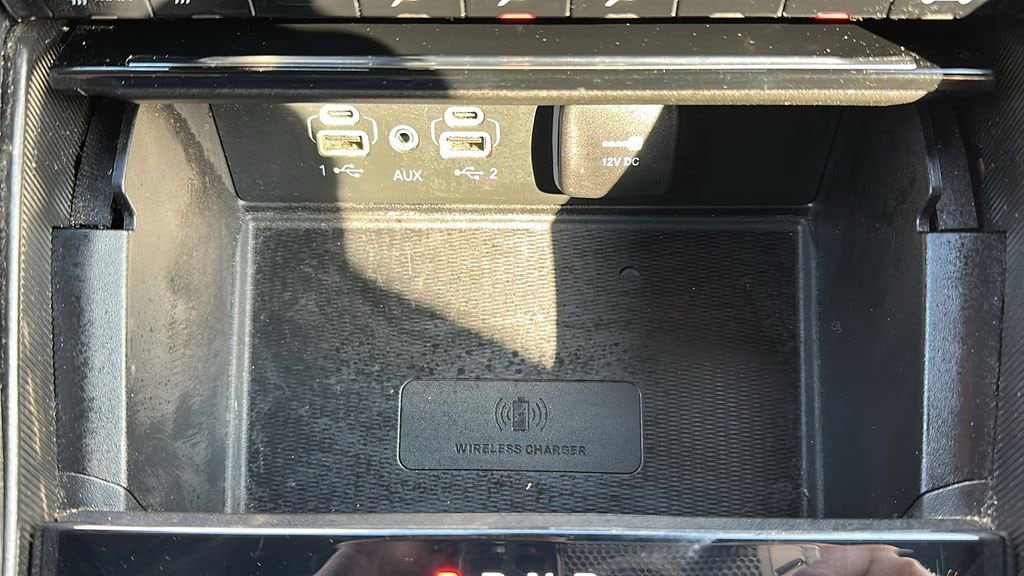 1
AUX
2
12V DC
WIRELESS CHARGER